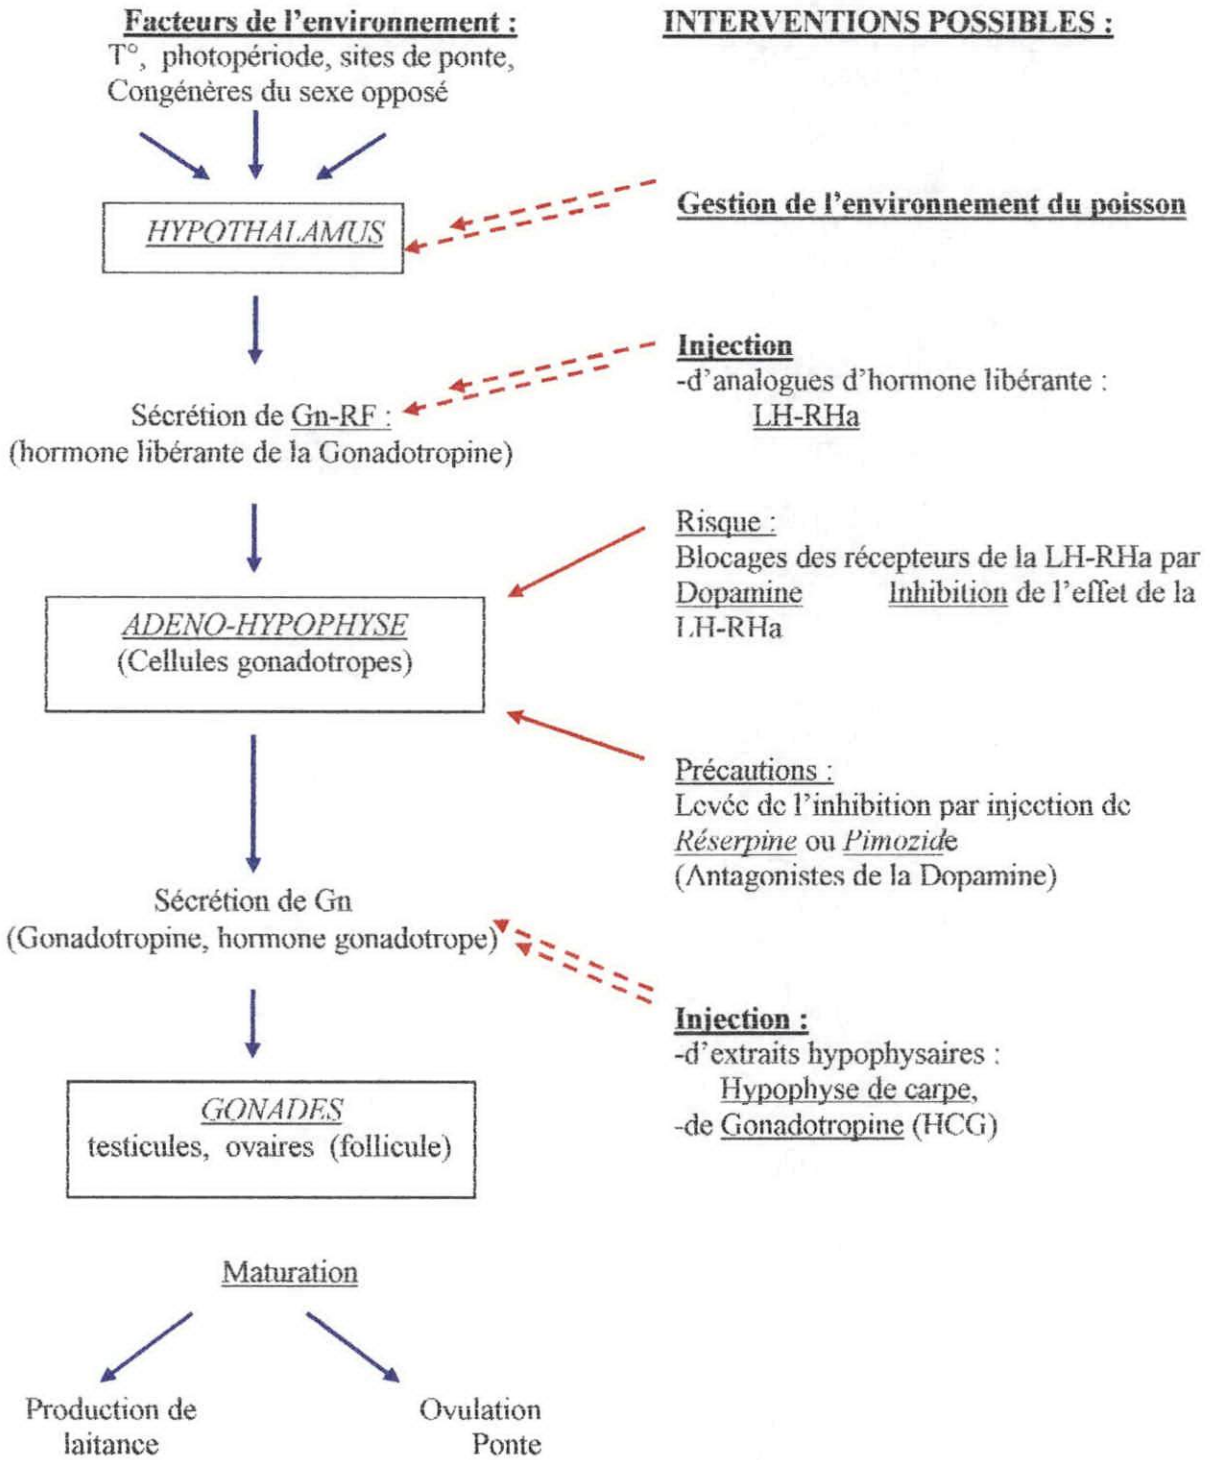 Facteurs de l'environnement :
T°, photopériode, sites de ponte,
Congénères du sexe opposé
INTERVENTIONS POSSIBLES :
HYPOTHALAMUS
Gestion de l'environnement du poisson
Sécrétion de Gn-RF :
(hormone libérante de la Gonadotropine)
Injection
-d'analogues d'hormone libérante :
LH-RHa
ADENO-HYPOPHYSE
(Cellules gonadotropes)
Risque :
Blocages des récepteurs de la LH-RHa par
Dopamine Inhibition de l'effet de la
LH-RHa
Précautions :
Levée de l'inhibition par injection de
Réserpine ou Pimozide
(Antagonistes de la Dopamine)
Sécrétion de Gn
(Gonadotropine, hormone gonadotrope)
Injection :
-d'extraits hypophysaires :
Hypophyse de carpe,
-de Gonadotropine (HCG)
GONADES
testicules, ovaires (follicule)
Maturation
Production de
laitance
Ovulation
Ponte